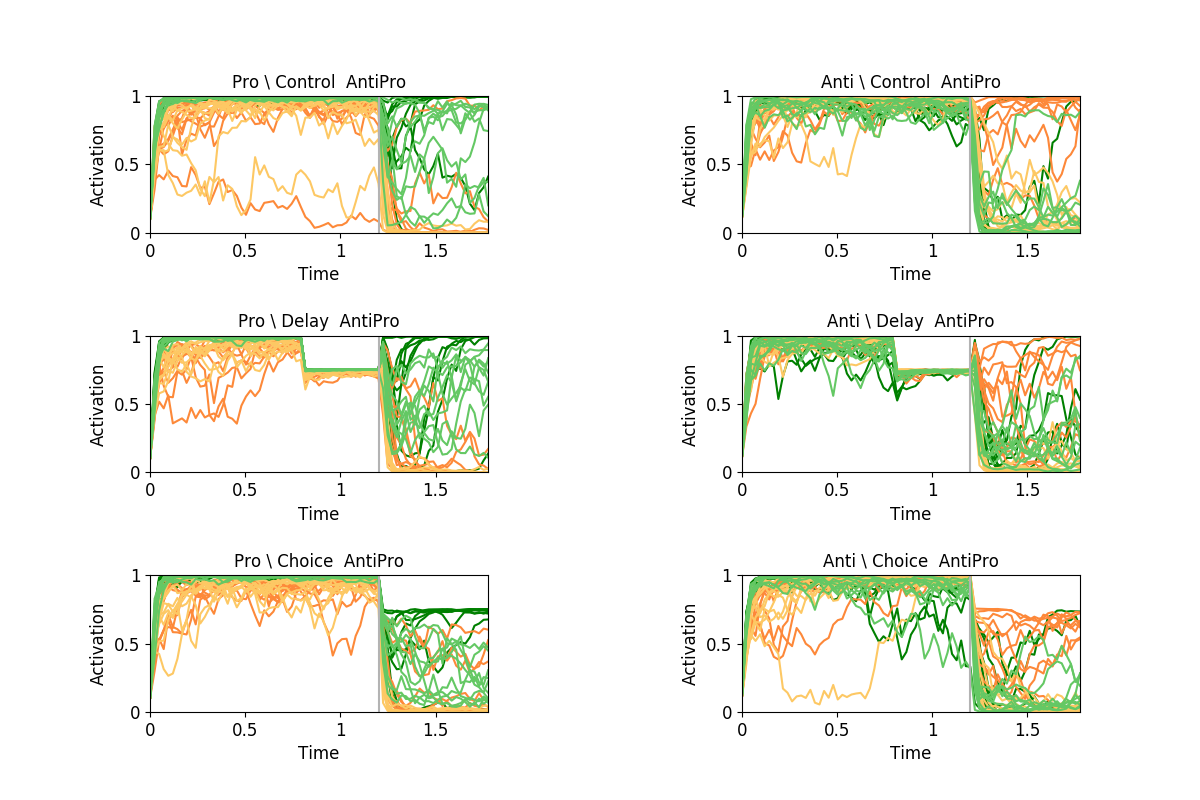 Pro \ Control  AntiPro
Anti \ Control  AntiPro
1
0.5
0
Activation
0
0.5
1
1.5
Time
1
0.5
0
Activation
0
0.5
1
1.5
Time
Pro \ Delay  AntiPro
Anti \ Delay  AntiPro
1
0.5
0
Activation
0
0.5
1
1.5
Time
1
0.5
0
Activation
0
0.5
1
1.5
Time
Pro \ Choice  AntiPro
Anti \ Choice  AntiPro
1
0.5
0
Activation
0
0.5
1
1.5
Time
1
0.5
0
Activation
0
0.5
1
1.5
Time